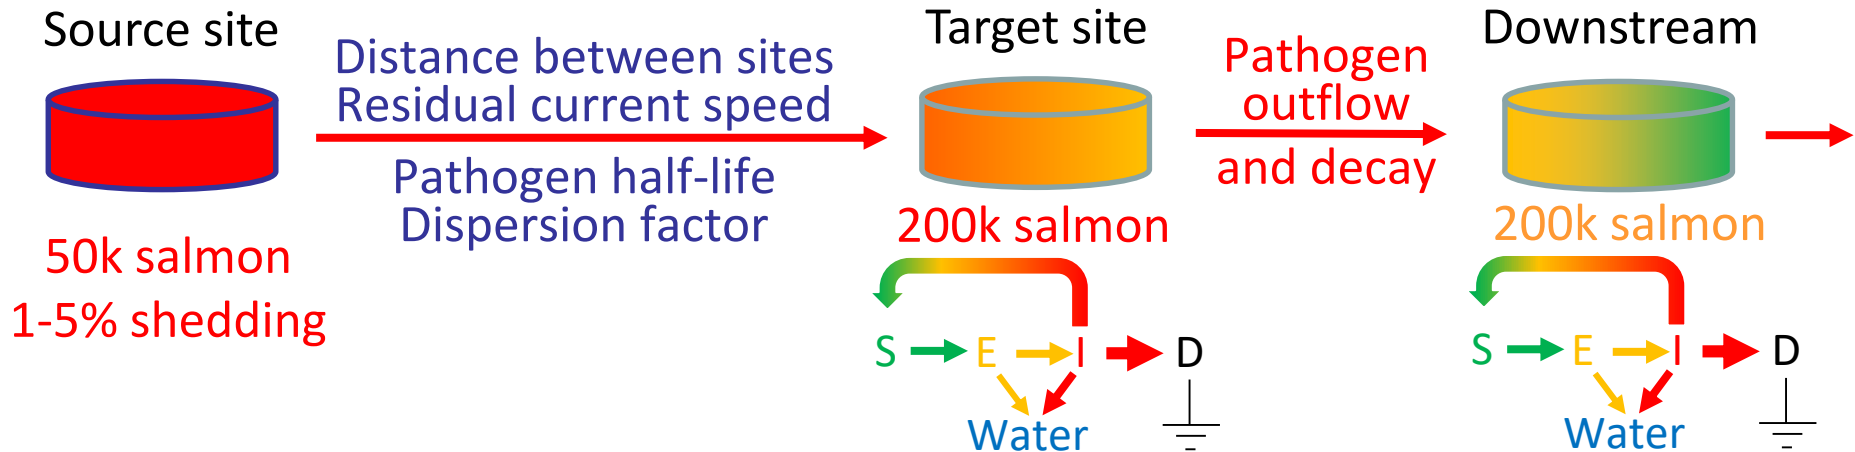 Source site
50k salmon
1-5% shedding
Distance between sites
Residual current speed
Pathogen half-life
Dispersion factor
Target site
200k salmon
S E I D
Water
Pathogen
outflow
and decay
Downstream
200k salmon
S E I D
Water